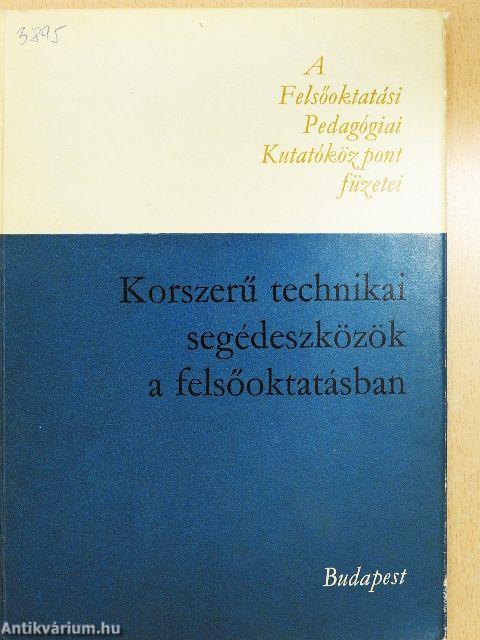 3895
A
Felsőoktatási
Pedagógiai
Kutatóközpont
füzetei
Korszerű technikai
segédeszközök
a felsőoktatásban
Budapest
Antikvárium.hu